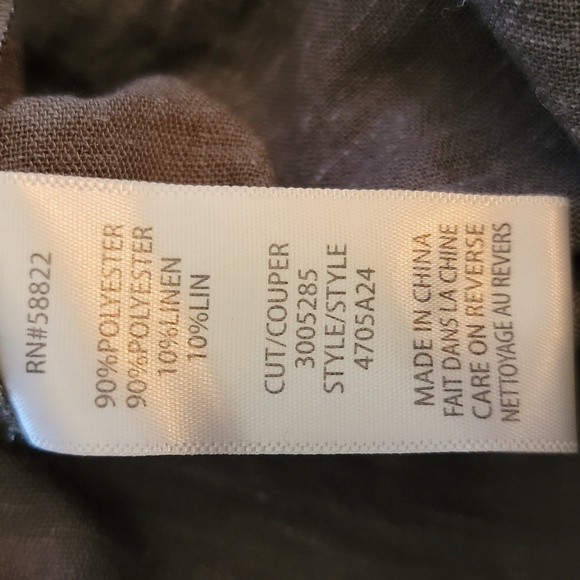 RN#58822
90%POLYESTER
90%POLYESTER
10%LINEN
10%LIN
CUT/COUPER
3005285
STYLE/STYLE
4705A24
MADE IN CHINA
FAIT DANS LA CHINE
CARE ON REVERSE
NETTOYAGE AU REVERS